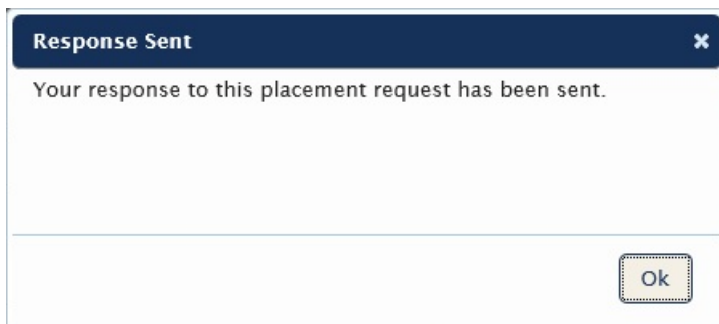 Response Sent
Your response to this placement request has been sent.
Ok